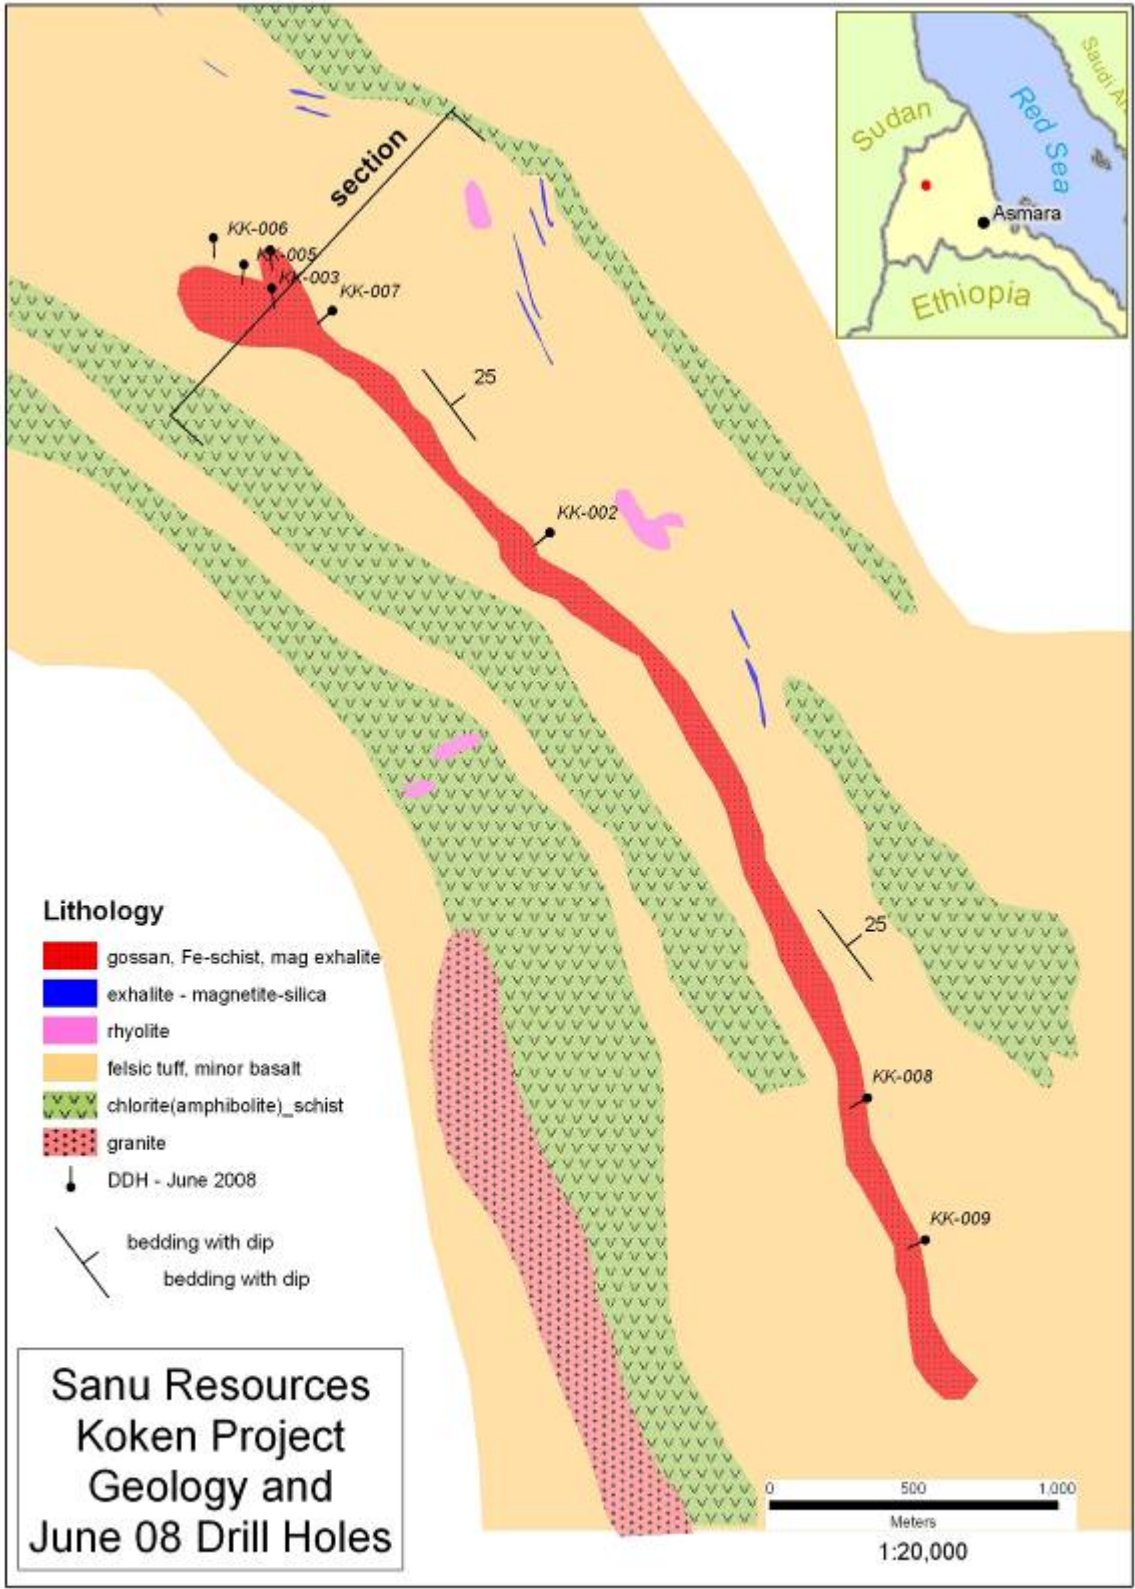 section
KK-006
KK-005
KK-003
KK-007
25
KK-002
25
KK-008
KK-009
Sudan
Red Sea
Saudi Ar
Asmara
Ethiopia
Lithology
gossan, Fe-schist, mag exhalite
exhalite - magnetite-silica
rhyolite
felsic tuff, minor basalt
chlorite(amphibolite)_schist
granite
DDH - June 2008
bedding with dip
bedding with dip
Sanu Resources
Koken Project
Geology and
June 08 Drill Holes
0 500 1,000
Meters
1:20,000